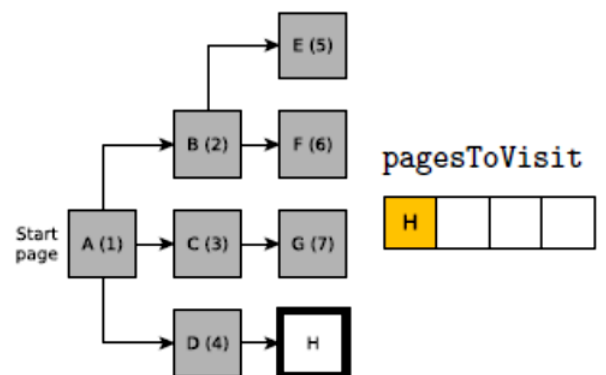 E (5)
B (2)
F (6)
pagesToVisit
H
Start
page
A (1)
C (3)
G (7)
D (4)
H